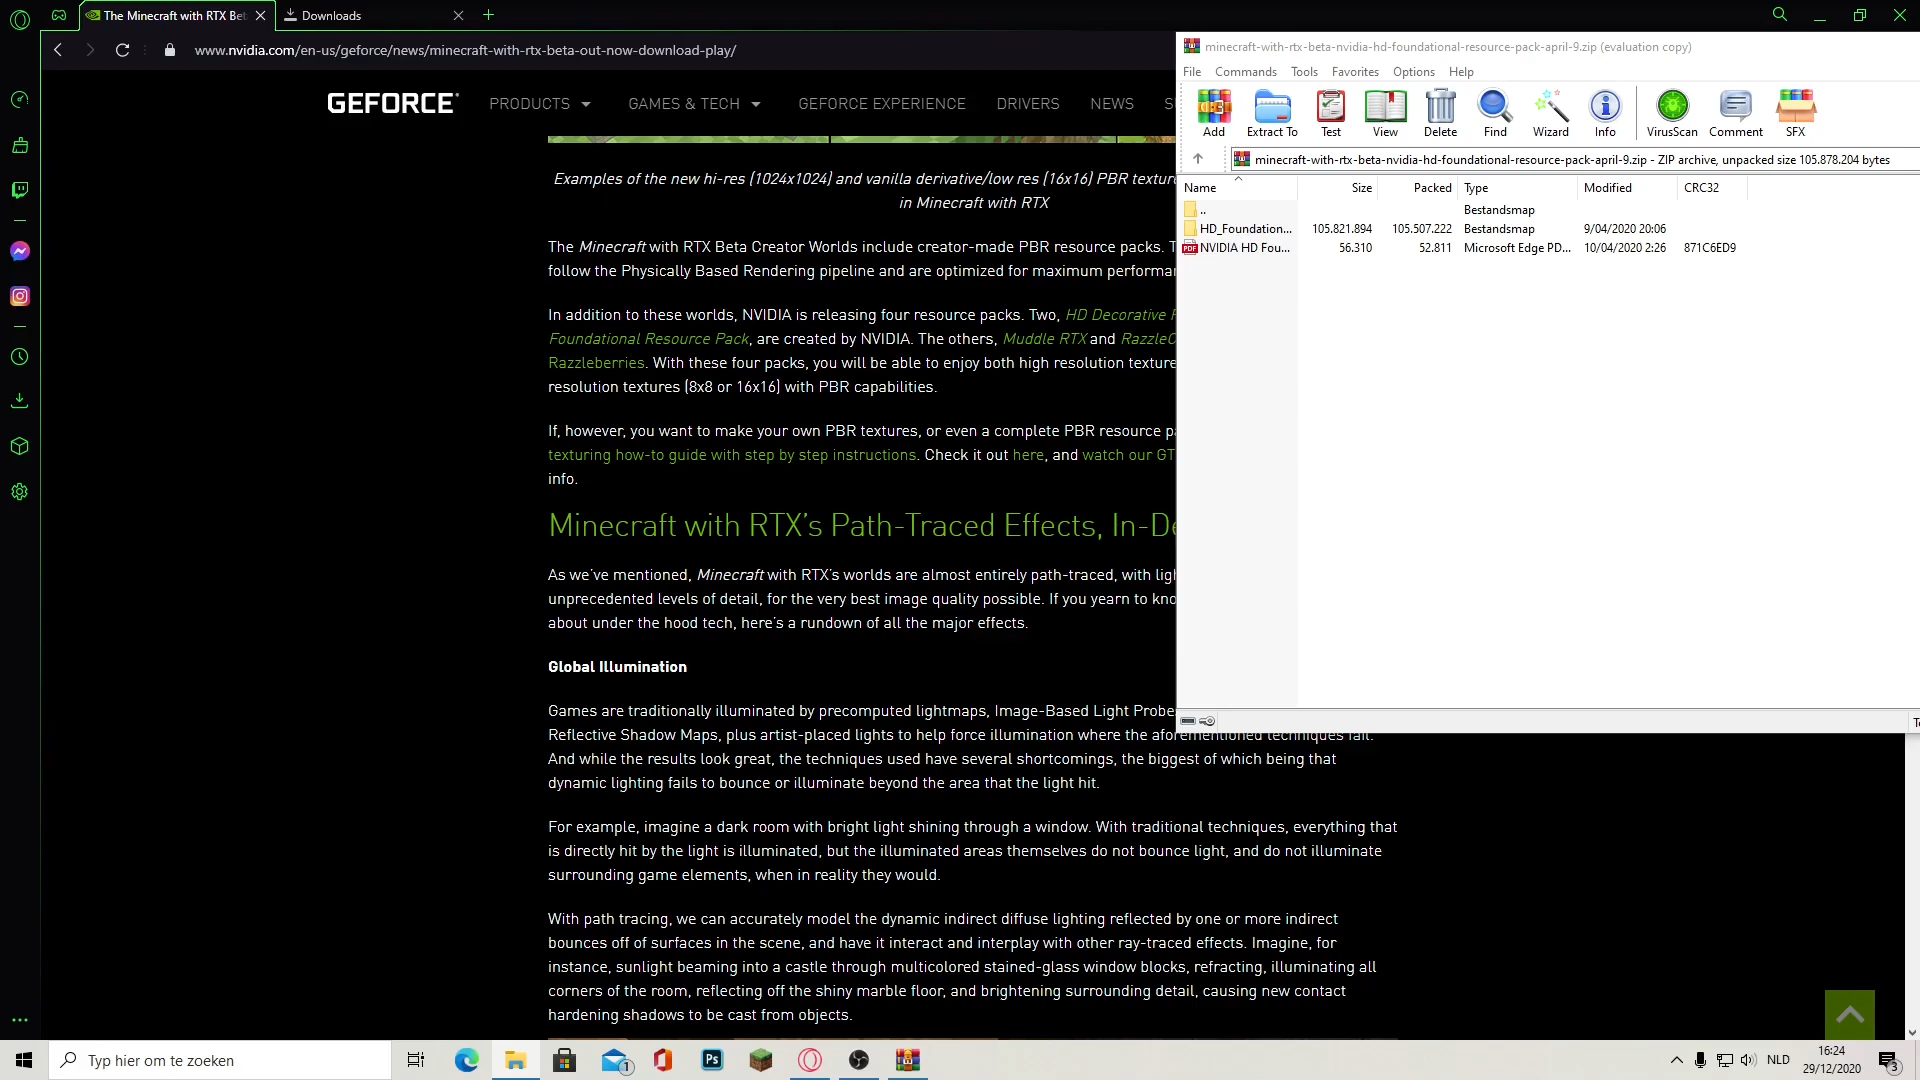 The Minecraft with RTX Bet
Downloads
www.nvidia.com/en-us/geforce/news/minecraft-with-rtx-beta-out-now-download-play/
GEFORCE
PRODUCTS
GAMES & TECH
GEFORCE EXPERIENCE
DRIVERS
NEWS
Examples of the new hi-res (1024x1024) and vanilla derivative/low res (16x16) PBR texture
in Minecraft with RTX
The Minecraft with RTX Beta Creator Worlds include creator-made PBR resource packs. T
follow the Physically Based Rendering pipeline and are optimized for maximum performan
In addition to these worlds, NVIDIA is releasing four resource packs. Two, HD Decorative
Foundational Resource Pack, are created by NVIDIA. The others, Muddle RTX and RazzleC
Razzleberries. With these four packs, you will be able to enjoy both high resolution texture
resolution textures (8x8 or 16x16) with PBR capabilities.
If, however, you want to make your own PBR textures, or even a complete PBR resource pa
texturing how-to guide with step by step instructions. Check it out here, and watch our GT
info.
Minecraft with RTX's Path-Traced Effects, In-De
As we've mentioned, Minecraft with RTX's worlds are almost entirely path-traced, with ligh
unprecedented levels of detail, for the very best image quality possible. If you yearn to kno
about under the hood tech, here's a rundown of all the major effects.
Global Illumination
Games are traditionally illuminated by precomputed lightmaps, Image-Based Light Probe
Reflective Shadow Maps, plus artist-placed lights to help force illumination where the aforementioned techniques fail.
And while the results look great, the techniques used have several shortcomings, the biggest of which being that
dynamic lighting fails to bounce or illuminate beyond the area that the light hit.
For example, imagine a dark room with bright light shining through a window. With traditional techniques, everything that
is directly hit by the light is illuminated, but the illuminated areas themselves do not bounce light, and do not illuminate
surrounding game elements, when in reality they would.
With path tracing, we can accurately model the dynamic indirect diffuse lighting reflected by one or more indirect
bounces off of surfaces in the scene, and have it interact and interplay with other ray-traced effects. Imagine, for
instance, sunlight beaming into a castle through multicolored stained-glass window blocks, refracting, illuminating all
corners of the room, reflecting off the shiny marble floor, and brightening surrounding detail, causing new contact
hardening shadows to be cast from objects.
minecraft-with-rtx-beta-nvidia-hd-foundational-resource-pack-april-9.zip (evaluation copy)
File Commands Tools Favorites Options Help
Add Extract To Test View Delete Find Wizard Info VirusScan Comment SFX
minecraft-with-rtx-beta-nvidia-hd-foundational-resource-pack-april-9.zip - ZIP archive, unpacked size 105.878.204 bytes
Name Size Packed Type Modified CRC32
.. Bestandsmap
HD_Foundation... 105.821.894 105.507.222 Bestandsmap 9/04/2020 20:06
NVIDIA HD Fou... 56.310 52.811 Microsoft Edge PD... 10/04/2020 2:26 871C6ED9
Typ hier om te zoeken
1
Ps
NLD
16:24
29/12/2020
3